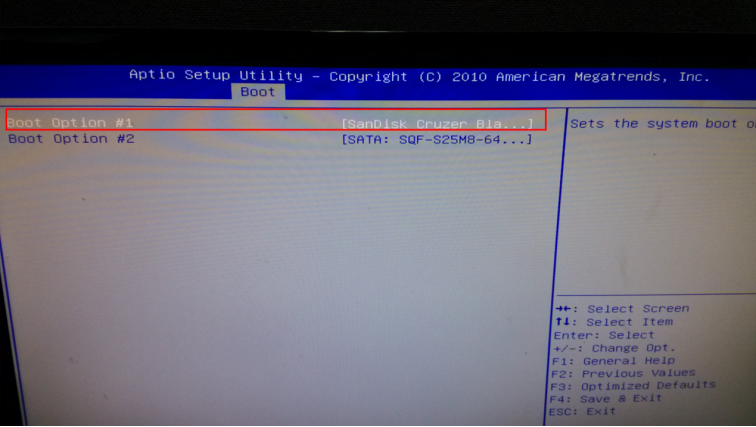 Aptio Setup Utility – Copyright (C) 2010 American Megatrends, Inc.
Boot
Boot Option #1 [SanDisk Cruzer Bla...]
Boot Option #2 [SATA: SQF-S25M8-64...]
Sets the system boot o
→←: Select Screen
↑↓: Select Item
Enter: Select
+/-: Change Opt.
F1: General Help
F2: Previous Values
F3: Optimized Defaults
F4: Save & Exit
ESC: Exit